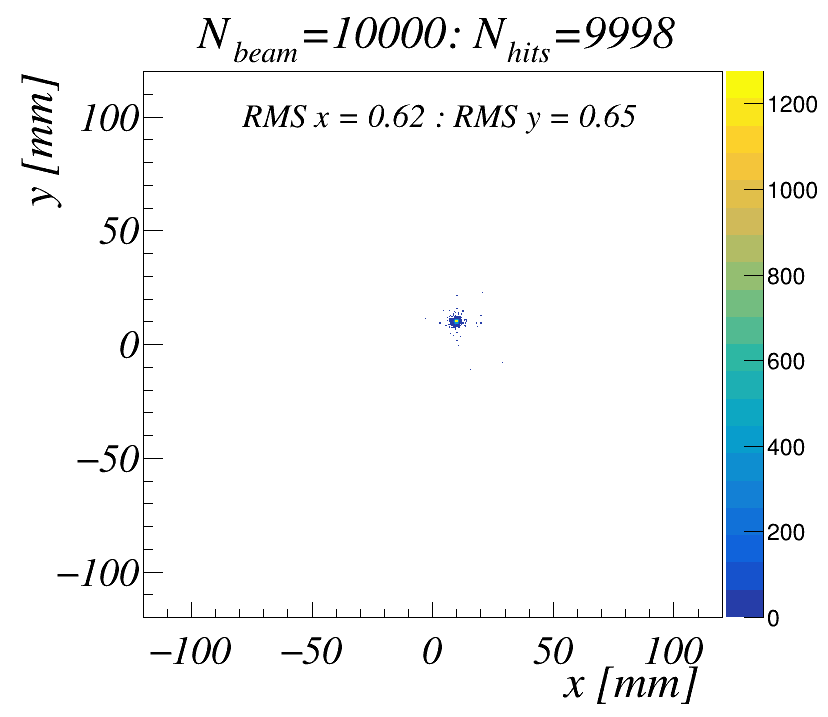 N_beam=10000: N_hits=9998
y [mm]
RMS x = 0.62 : RMS y = 0.65
100
50
0
−50
−100
−100 −50 0 50 100
x [mm]
1200
1000
800
600
400
200
0